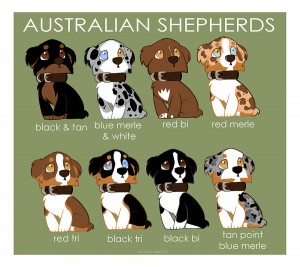 AUSTRALIAN SHEPHERDS
black & tan
blue merle
& white
red bi
red merle
red tri
black tri
black bi
tan point
blue merle